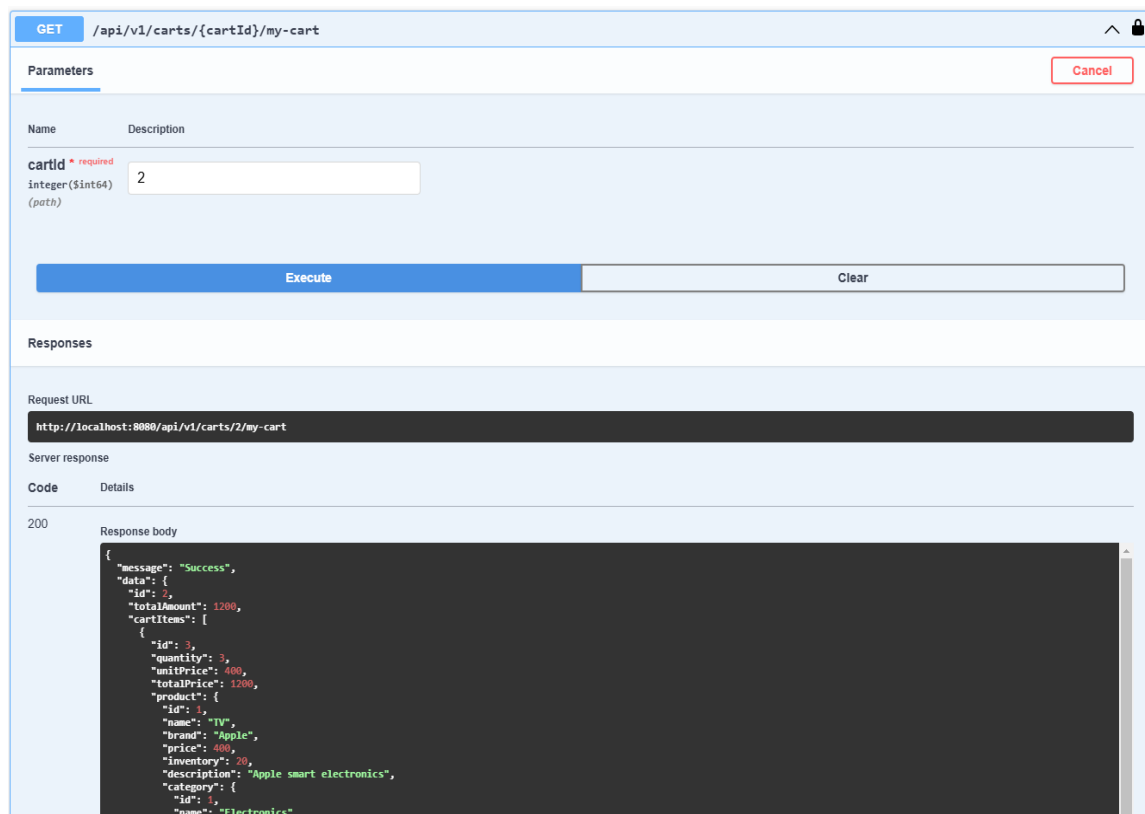 GET /api/v1/carts/{cartId}/my-cart
Parameters
Cancel
Name Description
cartId * required
integer($int64)
(path)
2
Execute
Clear
Responses
Request URL
http://localhost:8080/api/v1/carts/2/my-cart
Server response
Code Details
200
Response body
{
"message": "Success",
"data": {
"id": 2,
"totalAmount": 1200,
"cartItems": [
{
"id": 3,
"quantity": 3,
"unitPrice": 400,
"totalPrice": 1200,
"product": {
"id": 1,
"name": "TV",
"brand": "Apple",
"price": 400,
"inventory": 20,
"description": "Apple smart electronics",
"category": {
"id": 1,
"name": "Electronics"